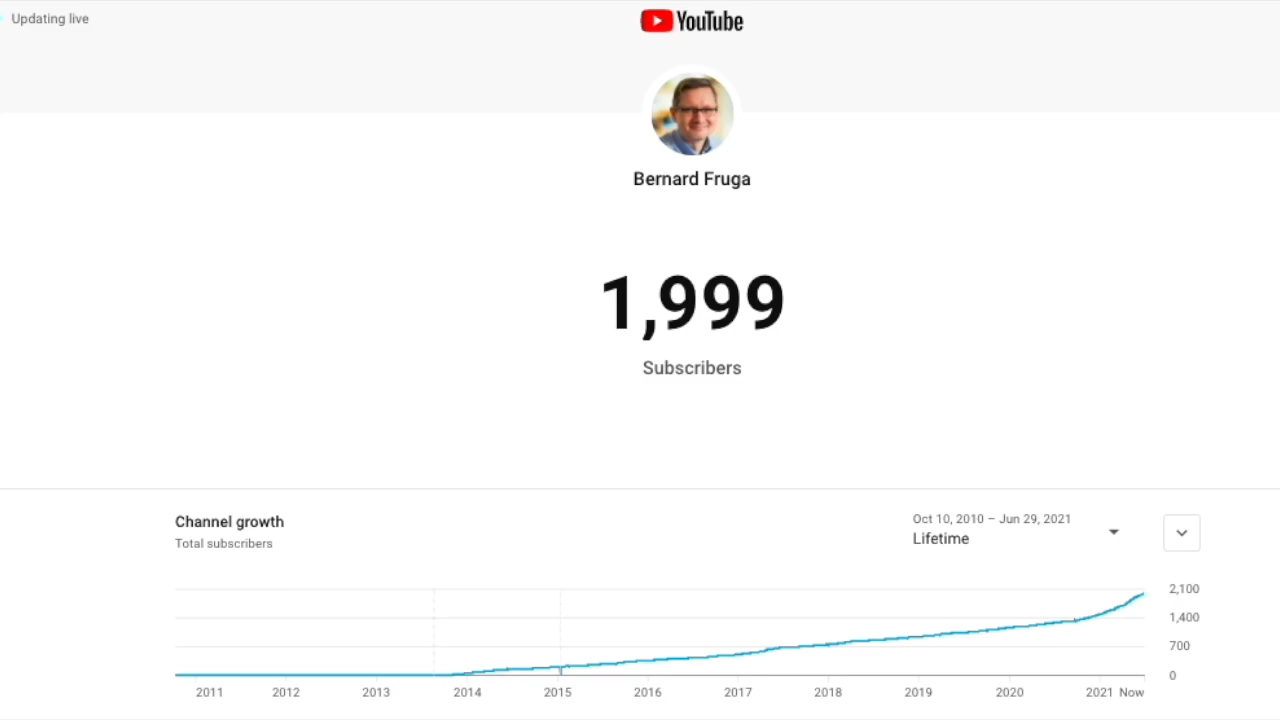 Updating live
YouTube
Bernard Fruga
1,999
Subscribers
Channel growth
Total subscribers
Oct 10, 2010 – Jun 29, 2021
Lifetime
2,100
1,400
700
0
2011 2012 2013 2014 2015 2016 2017 2018 2019 2020 2021 Now